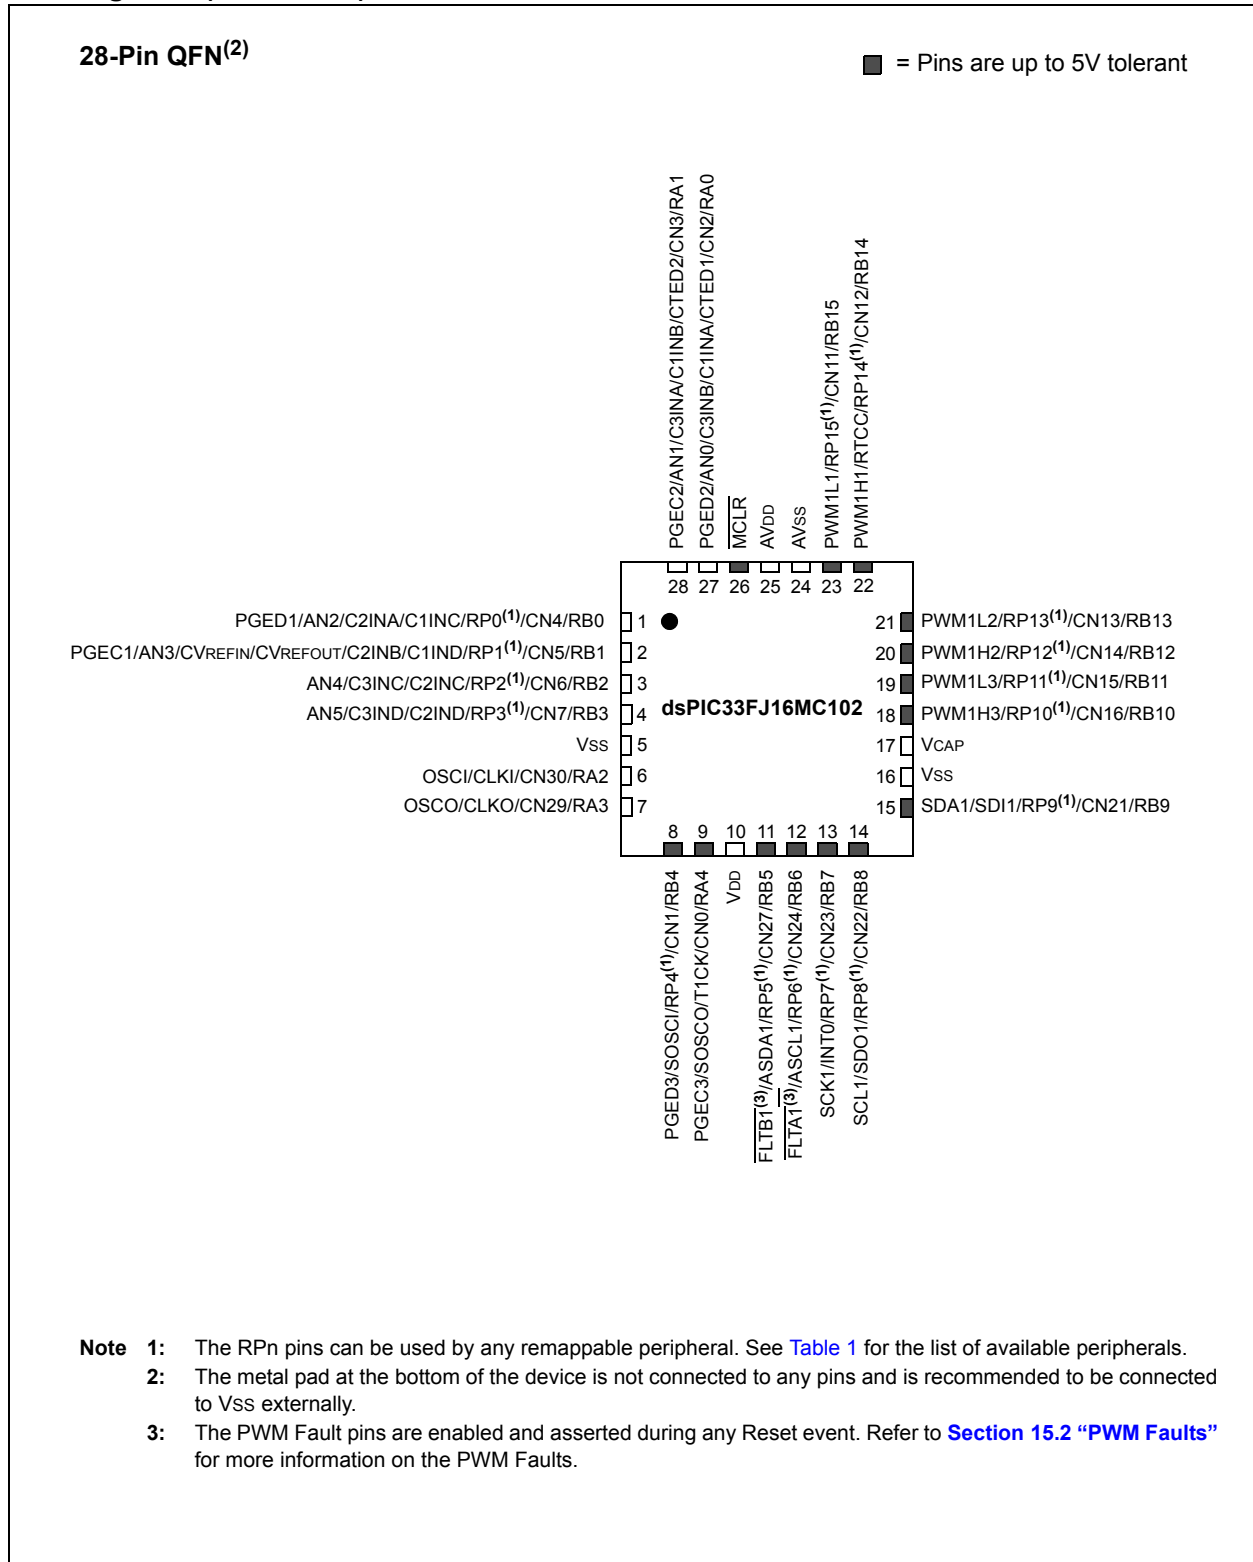 28-Pin QFN(2)
= Pins are up to 5V tolerant
PGEC2/AN1/C3INA/C1INB/CTED2/CN3/RA1
PGED2/AN0/C3INB/C1INA/CTED1/CN2/RA0
MCLR
AVDD
AVSS
PWM1L1/RP15(1)/CN11/RB15
PWM1H1/RTCC/RP14(1)/CN12/RB14
28 27 26 25 24 23 22
PGED1/AN2/C2INA/C1INC/RP0(1)/CN4/RB0 1
PGEC1/AN3/CVREFIN/CVREFOUT/C2INB/C1IND/RP1(1)/CN5/RB1 2
AN4/C3INC/C2INC/RP2(1)/CN6/RB2 3
AN5/C3IND/C2IND/RP3(1)/CN7/RB3 4
VSS 5
OSCI/CLKI/CN30/RA2 6
OSCO/CLKO/CN29/RA3 7
dsPIC33FJ16MC102
21 PWM1L2/RP13(1)/CN13/RB13
20 PWM1H2/RP12(1)/CN14/RB12
19 PWM1L3/RP11(1)/CN15/RB11
18 PWM1H3/RP10(1)/CN16/RB10
17 VCAP
16 VSS
15 SDA1/SDI1/RP9(1)/CN21/RB9
8 9 10 11 12 13 14
PGED3/SOSCI/RP4(1)/CN1/RB4
PGEC3/SOSCO/T1CK/CN0/RA4
VDD
FLTB1(3)/ASDA1/RP5(1)/CN27/RB5
FLTA1(3)/ASCL1/RP6(1)/CN24/RB6
SCK1/INT0/RP7(1)/CN23/RB7
SCL1/SDO1/RP8(1)/CN22/RB8
Note 1: The RPn pins can be used by any remappable peripheral. See Table 1 for the list of available peripherals.
2: The metal pad at the bottom of the device is not connected to any pins and is recommended to be connected
to VSS externally.
3: The PWM Fault pins are enabled and asserted during any Reset event. Refer to Section 15.2 “PWM Faults”
for more information on the PWM Faults.